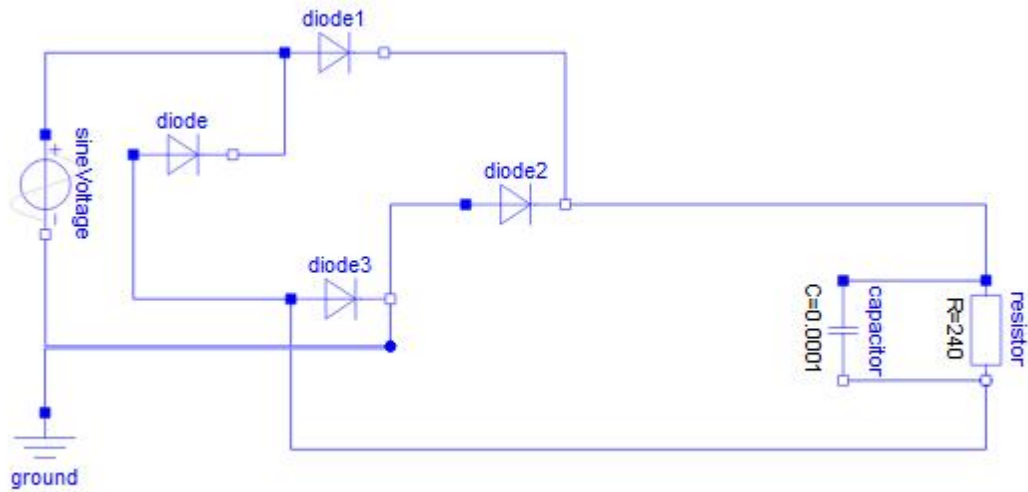 diode1
diode
sineVoltage
+
-
diode2
diode3
capacitor
C=0.0001
resistor
R=240
ground